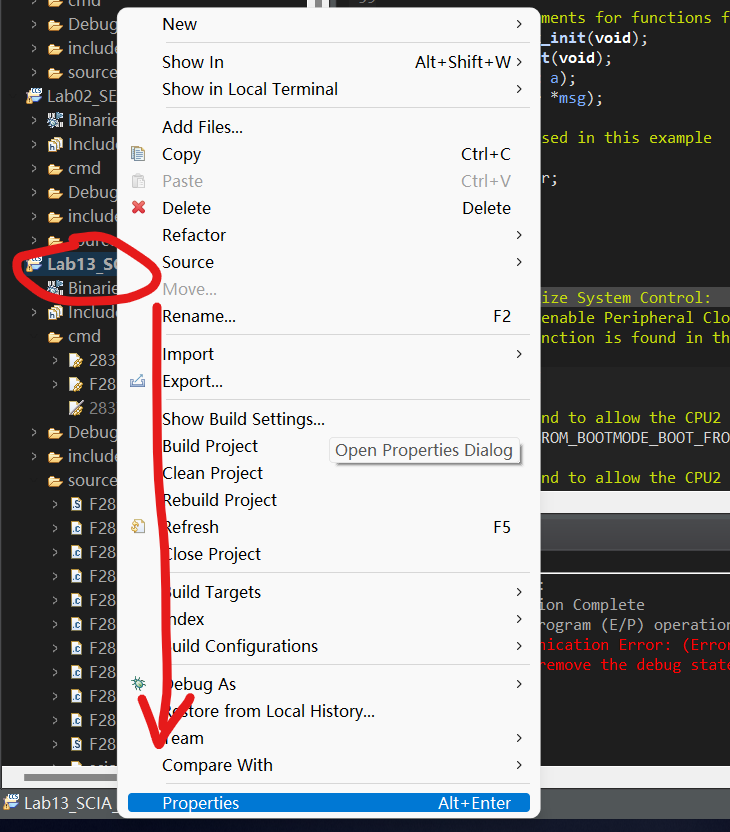 cmd
Debug
ments for functions f
include
_init(void);
source
t(void);
Lab02_SE
a);
Binarie
*msg);
Include
cmd
sed in this example
Debug
include
r;
source
Lab13_SC
Binarie
ize System Control:
Include
enable Peripheral Clo
cmd
nction is found in th
283
F28
283
nd to allow the CPU2
Debug
ROM_BOOTMODE_BOOT_FRO
include
source
nd to allow the CPU2
F28
F28
F28
F28
F28
ion Complete
F28
rogram (E/P) operation
F28
nication Error: (Error
F28
remove the debug state
F28
F28
F28
New
Show In Alt+Shift+W
Show in Local Terminal
Add Files...
Copy Ctrl+C
Paste Ctrl+V
Delete Delete
Refactor
Source
Move...
Rename... F2
Import
Export...
Show Build Settings...
Build Project
Open Properties Dialog
Clean Project
Rebuild Project
Refresh F5
Close Project
Build Targets
Index
Build Configurations
Debug As
Restore from Local History...
Team
Compare With
Properties Alt+Enter
Lab13_SCIA_